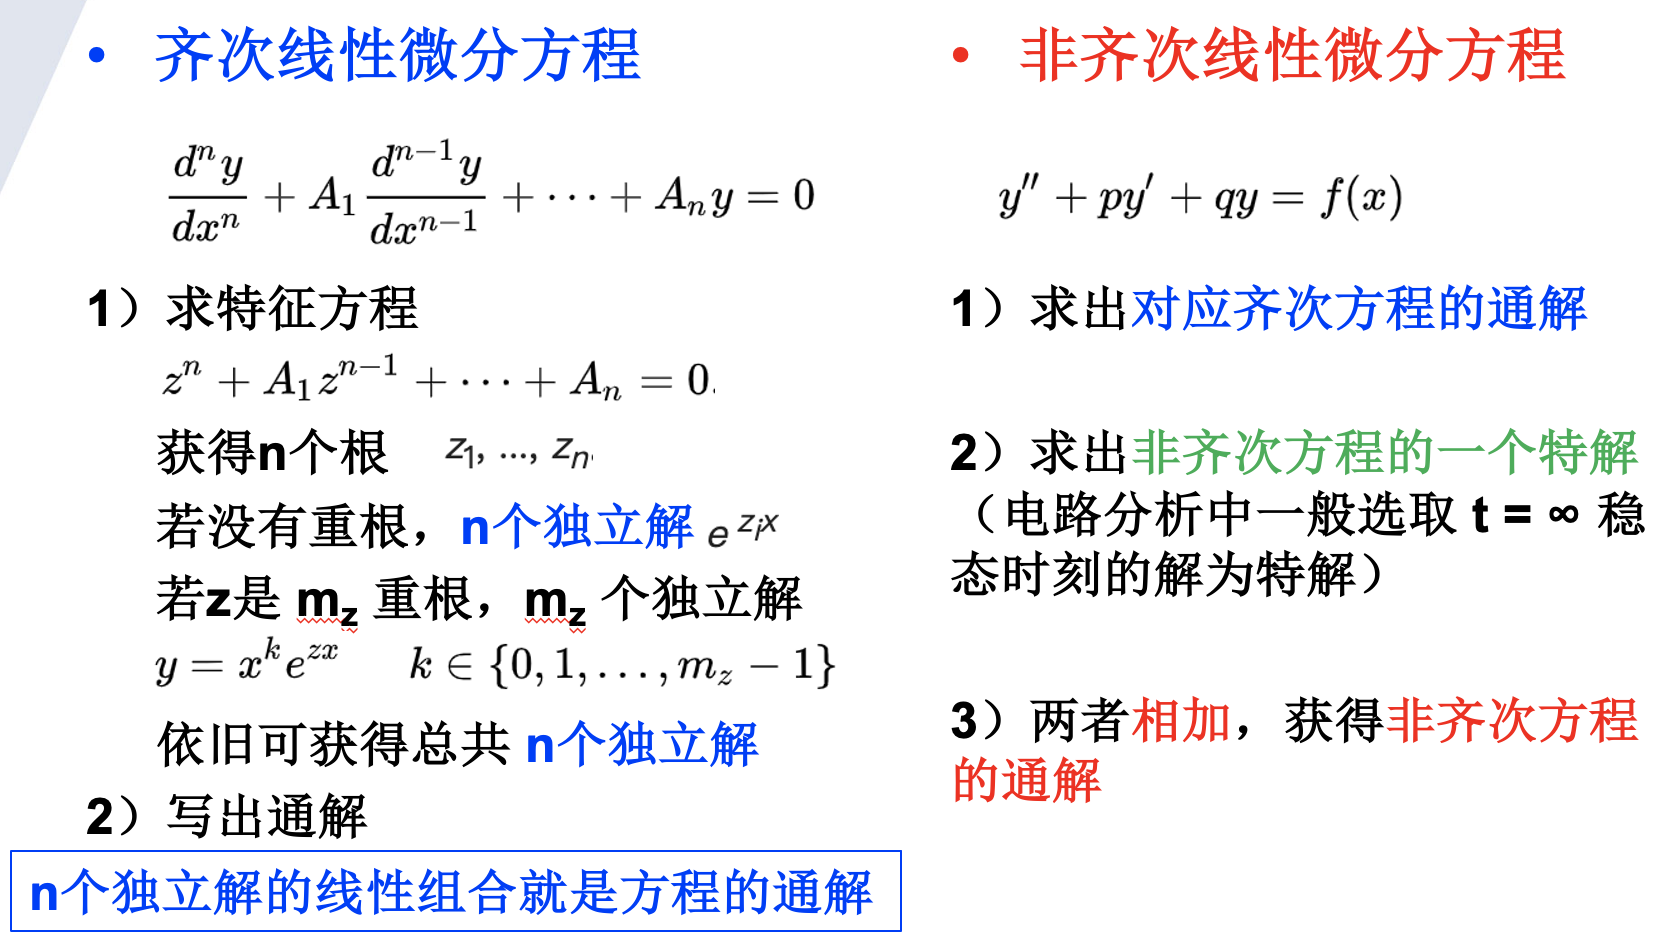 • 齐次线性微分方程
$\frac{d^n y}{dx^n} + A_1 \frac{d^{n-1} y}{dx^{n-1}} + \cdots + A_n y = 0$
1）求特征方程
$z^n + A_1 z^{n-1} + \cdots + A_n = 0.$
获得n个根 $z_1, ..., z_n.$
若没有重根，n个独立解 $e^{z_i x}$
若z是 $m_z$ 重根，$m_z$ 个独立解
$y = x^k e^{zx}$ $k \in \{0, 1, \ldots, m_z - 1\}$
依旧可获得总共 n个独立解
2）写出通解
n个独立解的线性组合就是方程的通解
• 非齐次线性微分方程
$y'' + py' + qy = f(x)$
1）求出对应齐次方程的通解
2）求出非齐次方程的一个特解
（电路分析中一般选取 t = ∞ 稳
态时刻的解为特解）
3）两者相加，获得非齐次方程
的通解